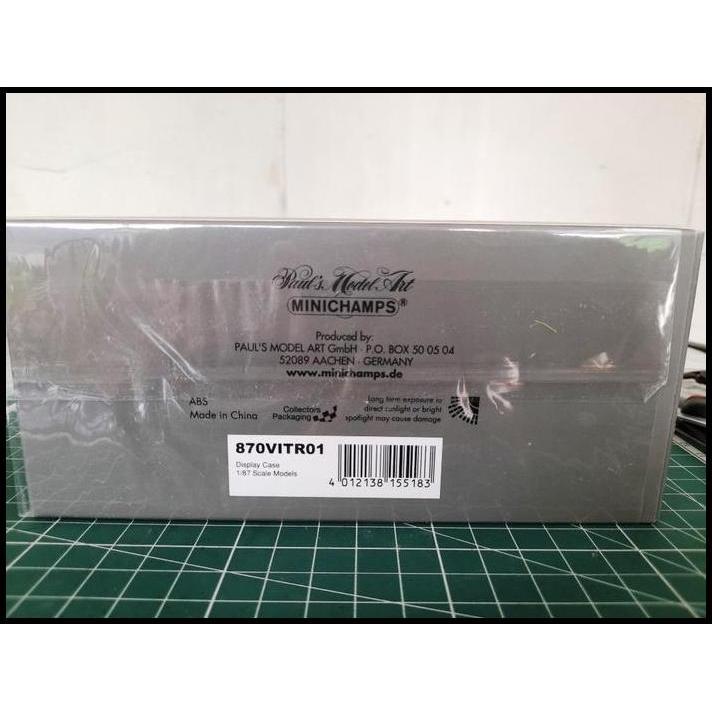 Paul's Model Art
MINICHAMPS®
Produced by:
PAUL'S MODEL ART GmbH · P.O. BOX 50 05 04
52089 AACHEN · GERMANY
www.minichamps.de
ABS
Made in China
Collectors
Packaging
Long term exposure to
direct sunlight or bright
spotlight may cause damage
870VITR01
Display Case
1:87 Scale Models
4 012138 155183